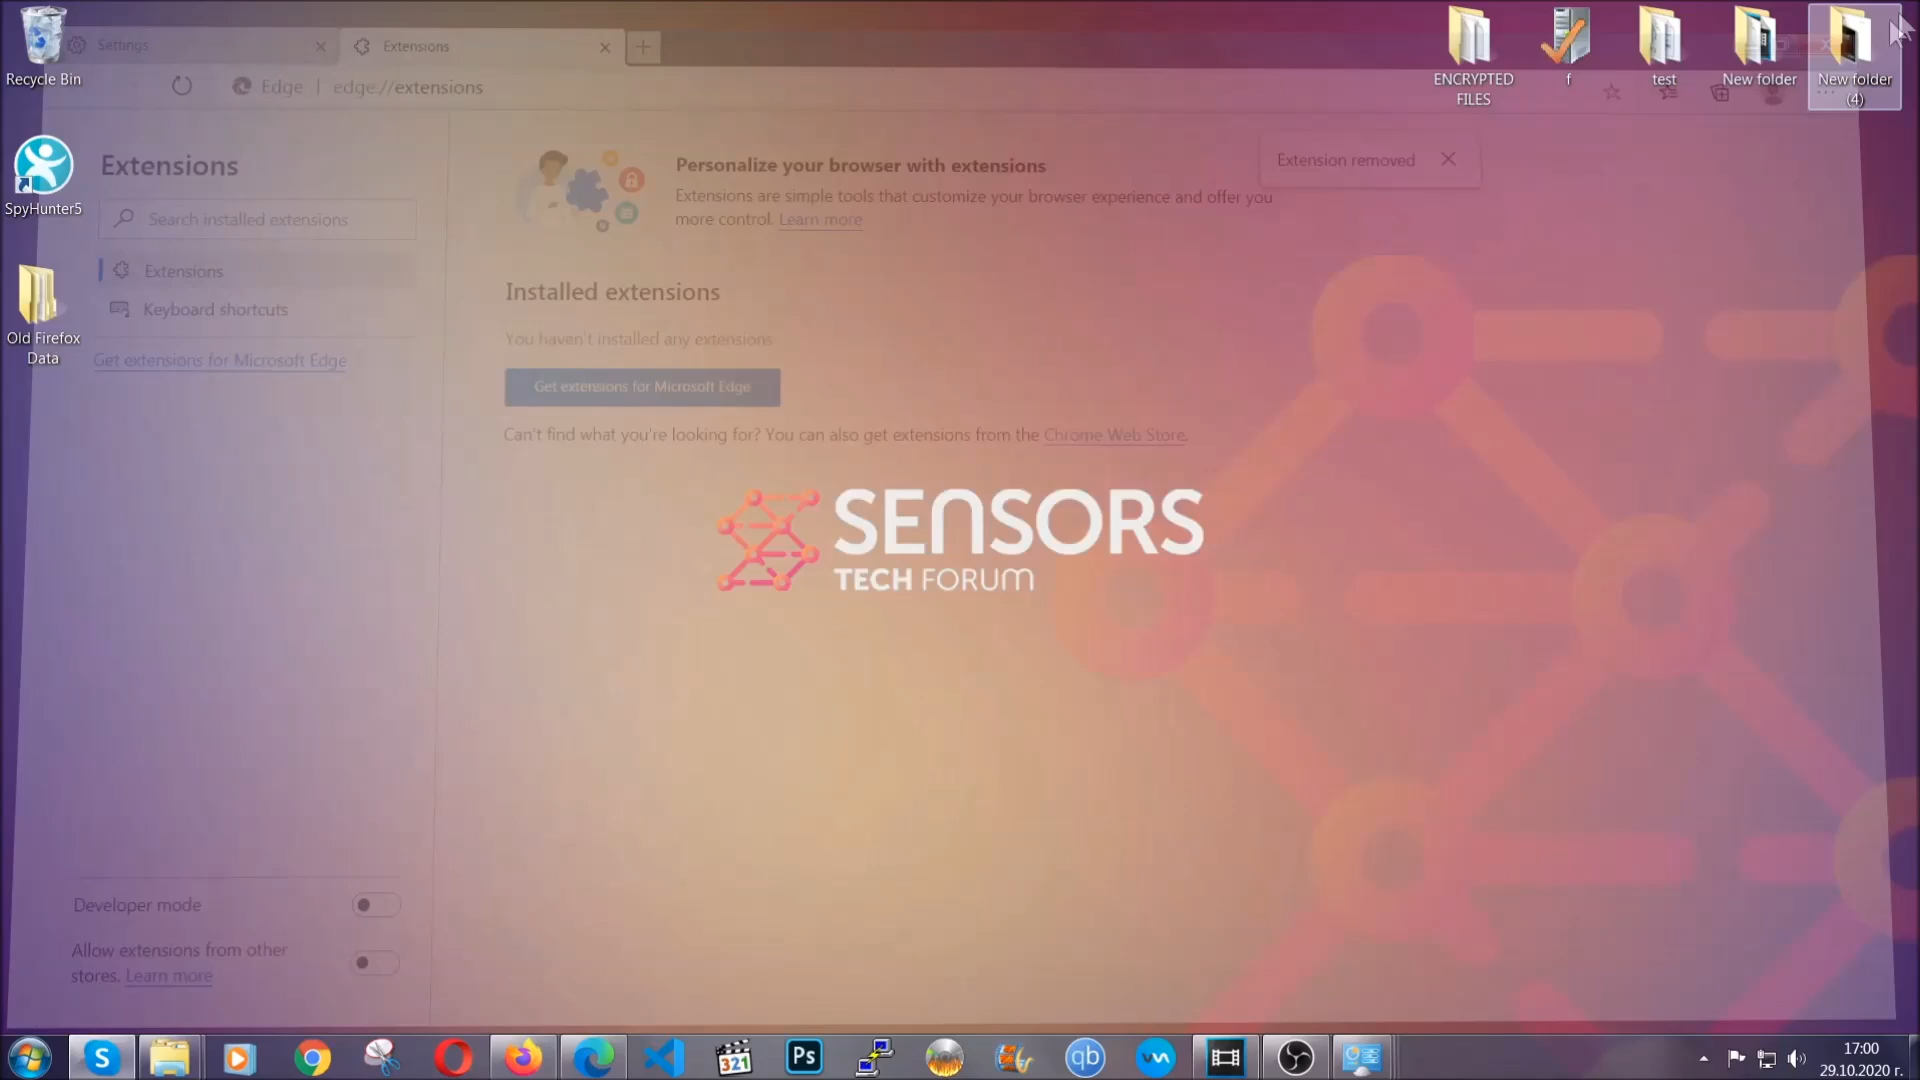 Recycle Bin
Settings
Extensions
Edge | edge://extensions
ENCRYPTED
FILES
f
test
New folder
New folder
(4)
SpyHunter5
Old Firefox
Data
Extensions
Search installed extensions
Extensions
Keyboard shortcuts
Get extensions for Microsoft Edge
Personalize your browser with extensions
Extensions are simple tools that customize your browser experience and offer you
more control. Learn more
Extension removed
Installed extensions
You haven't installed any extensions
Get extensions for Microsoft Edge
Can't find what you're looking for? You can also get extensions from the Chrome Web Store.
SENSORS
TECH FORUM
Developer mode
Allow extensions from other
stores. Learn more
S
321
Ps
qb
17:00
29.10.2020 г.